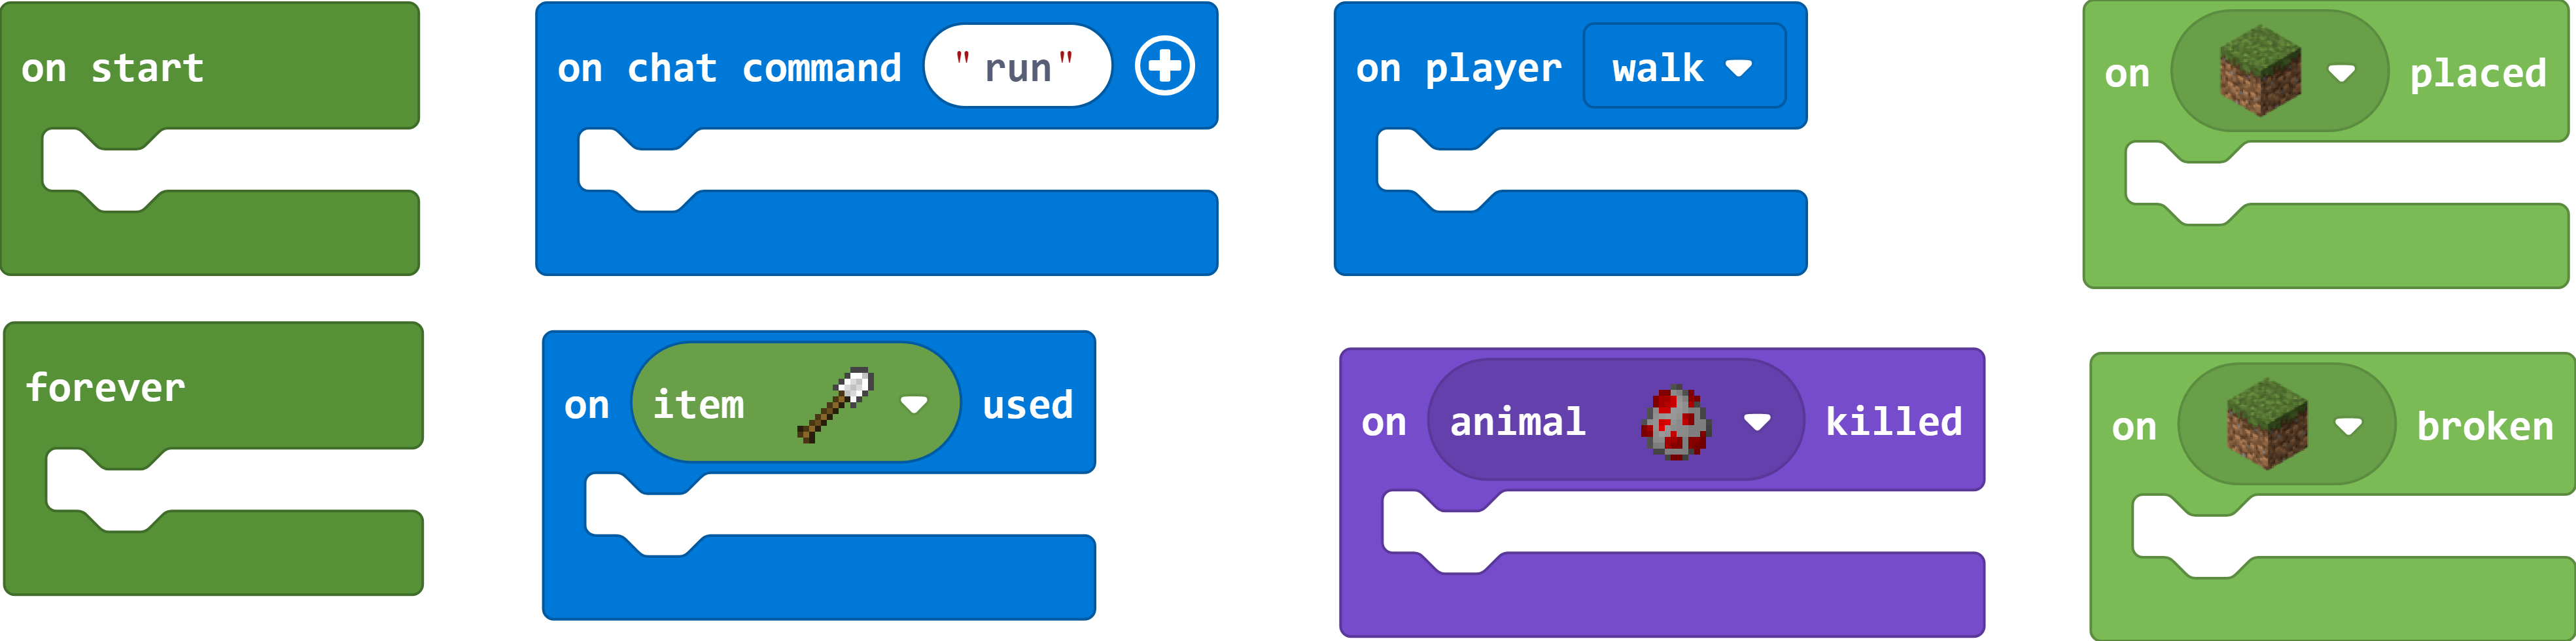 on start
on chat command "run"
on player walk
on placed
forever
on item used
on animal killed
on broken